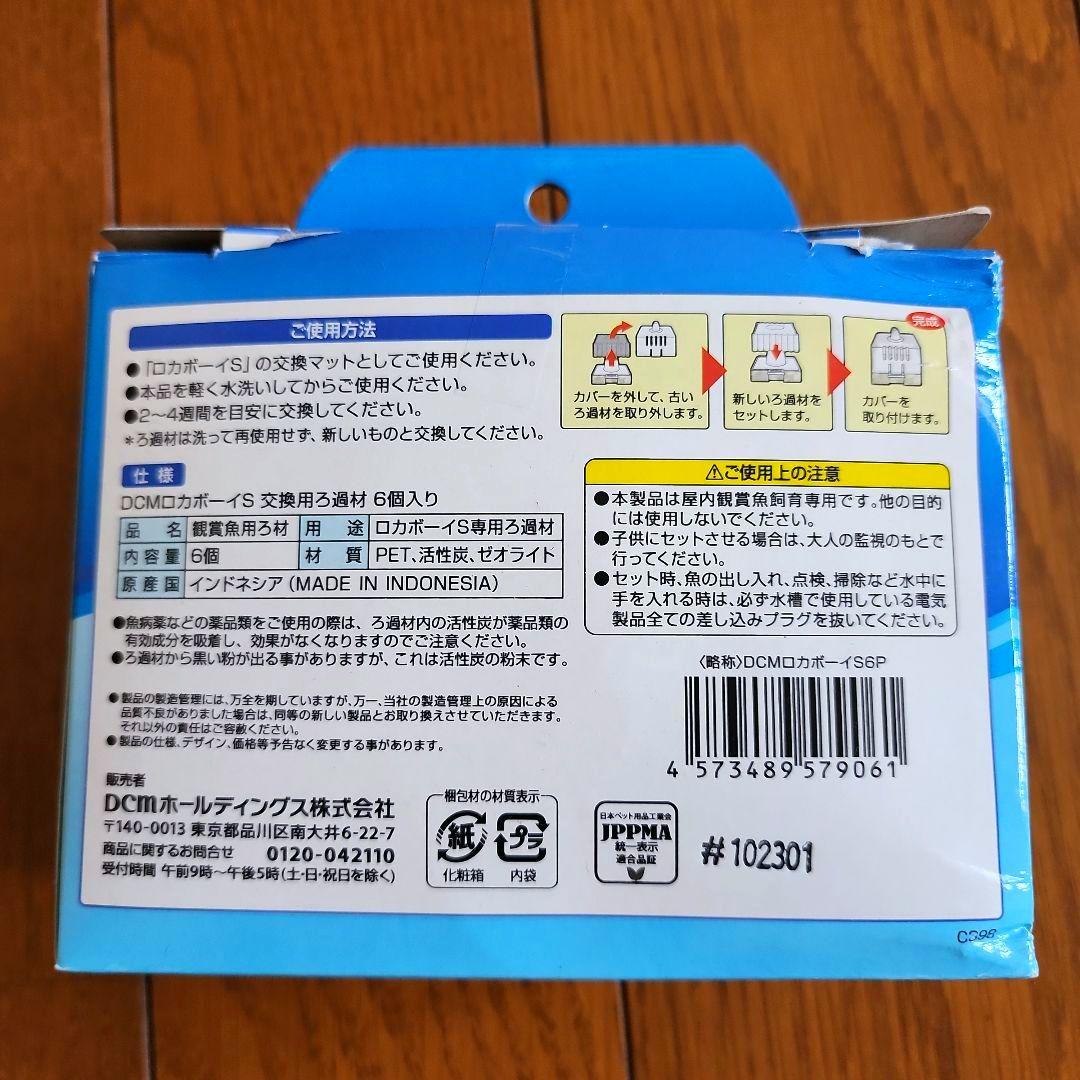 ご使用方法
●「ロカボーイS」の交換マットとしてご使用ください。
●本品を軽く水洗いしてからご使用ください。
●2〜4週間を目安に交換してください。
＊ろ過材は洗って再使用せず、新しいものと交換してください。
カバーを外して、古い
ろ過材を取り外します。
新しいろ過材を
セットします。
完成
カバーを
取り付けます。
仕様
DCMロカボーイS 交換用ろ過材 6個入り
品名 観賞魚用ろ材 用途 ロカボーイS専用ろ過材
内容量 6個 材質 PET、活性炭、ゼオライト
原産国 インドネシア（MADE IN INDONESIA）
●魚病薬などの薬品類をご使用の際は、ろ過材内の活性炭が薬品類の
有効成分を吸着し、効果がなくなりますのでご注意ください。
●ろ過材から黒い粉が出る事がありますが、これは活性炭の粉末です。
●製品の製造管理には、万全を期していますが、万一、当社の製造管理上の原因による
品質不良がありました場合は、同等の新しい製品とお取り換えさせていただきます。
それ以外の責任はご容赦ください。
●製品の仕様、デザイン、価格等予告なく変更する事があります。
⚠ご使用上の注意
●本製品は屋内観賞魚飼育専用です。他の目的
には使用しないでください。
●子供にセットさせる場合は、大人の監視のもとで
行ってください。
●セット時、魚の出し入れ、点検、掃除など水中に
手を入れる時は、必ず水槽で使用している電気
製品全ての差し込みプラグを抜いてください。
〈略称〉DCMロカボーイS6P
4 573489 579061
販売者
DCMホールディングス株式会社
〒140-0013 東京都品川区南大井6-22-7
商品に関するお問合せ 0120-042110
受付時間 午前9時〜午後5時（土・日・祝日を除く）
梱包材の材質表示
紙 プラ
化粧箱 内袋
日本ペット用品工業会
JPPMA
統一表示
適合品証
#102301
C398